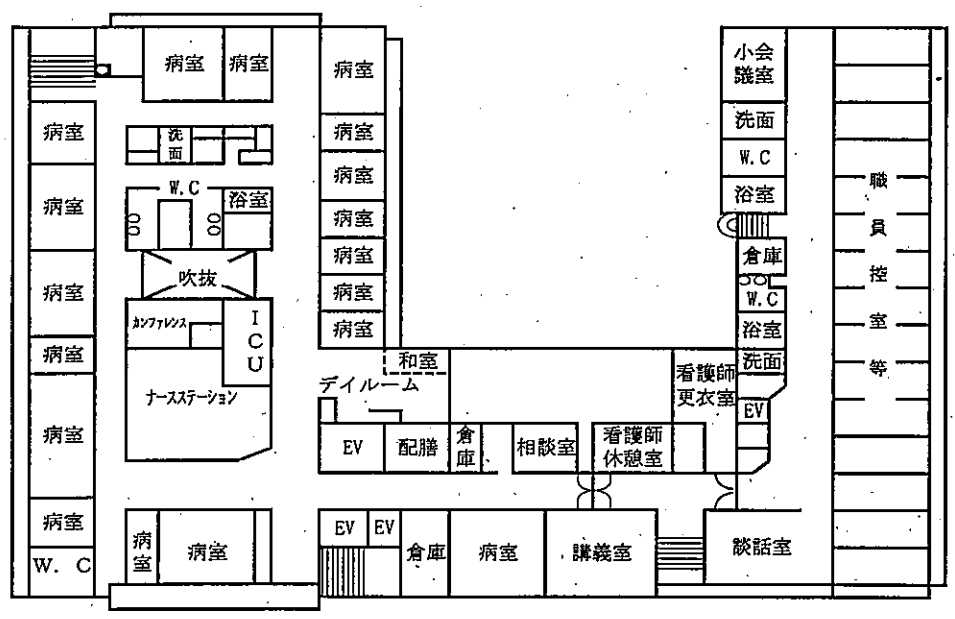 病室 病室
病室
小会
議室
病室
洗
面
病室
洗面
病室
W.C
W.C
浴室
病室
浴室
職
員
控
室
等
病室
病室
倉庫
吹抜
病室
病室
W.C
カンファレンス
ICU
病室
浴室
病室
和室
洗面
デイルーム
看護師
更衣室
ナースステーション
EV
病室
EV
配膳
倉
庫
相談室
看護師
休憩室
病室
EV EV
病
室
病室
倉庫
病室
講義室
談話室
W. C